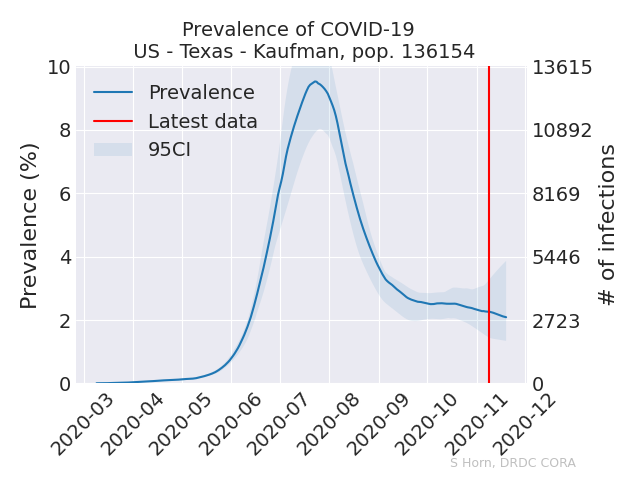 Prevalence of COVID-19
US - Texas - Kaufman, pop. 136154
Prevalence (%)
10
8
6
4
2
0
Prevalence
Latest data
95CI
13615
10892
8169
5446
2723
0
# of infections
2020-03
2020-04
2020-05
2020-06
2020-07
2020-08
2020-09
2020-10
2020-11
2020-12
S Horn, DRDC CORA